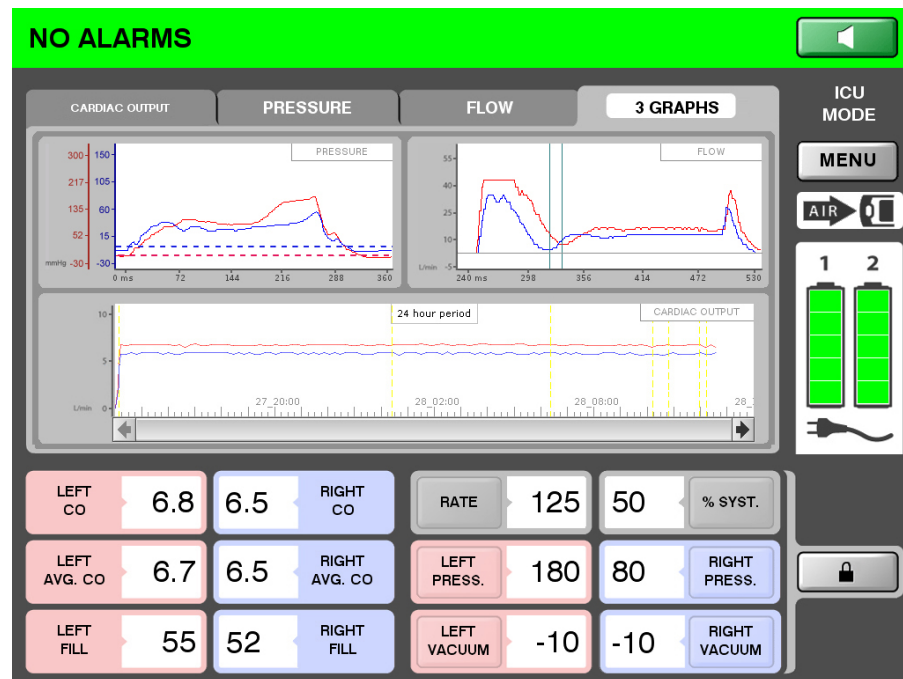 NO ALARMS
CARDIAC OUTPUT
PRESSURE
FLOW
3 GRAPHS
ICU
MODE
MENU
AIR
1 2
PRESSURE
300 150
217 105
135 60
52 15
mmHg -30 -30
0 ms 72 144 216 288 360
FLOW
55
40
25
10
L/min -5
240 ms 298 356 414 472 530
24 hour period
CARDIAC OUTPUT
10
5
L/min 0
27_20:00 28_02:00 28_08:00 28_
LEFT
CO
6.8
6.5
RIGHT
CO
RATE
125
50
% SYST.
LEFT
AVG. CO
6.7
6.5
RIGHT
AVG. CO
LEFT
PRESS.
180
80
RIGHT
PRESS.
LEFT
FILL
55
52
RIGHT
FILL
LEFT
VACUUM
-10
-10
RIGHT
VACUUM